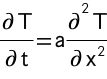 ∂T/∂t = a ∂²T/∂x²